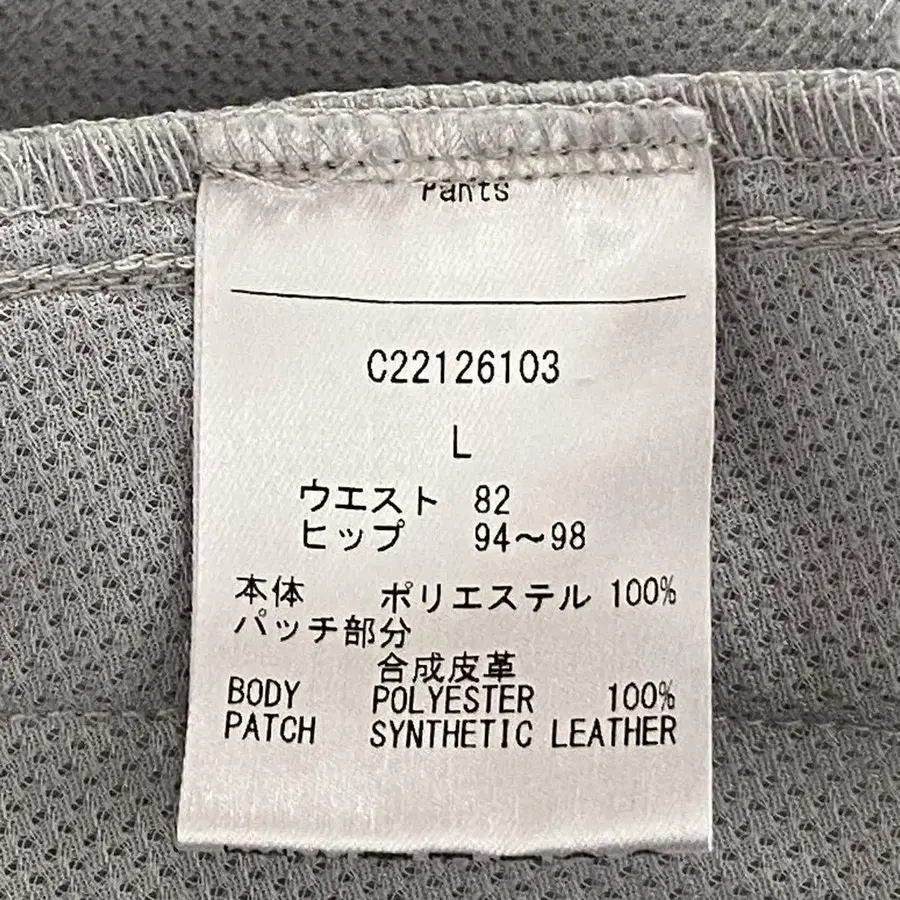 Pants
C22126103
L
ウエスト 82
ヒップ 94～98
本体 ポリエステル 100%
パッチ部分
合成皮革
BODY POLYESTER 100%
PATCH SYNTHETIC LEATHER